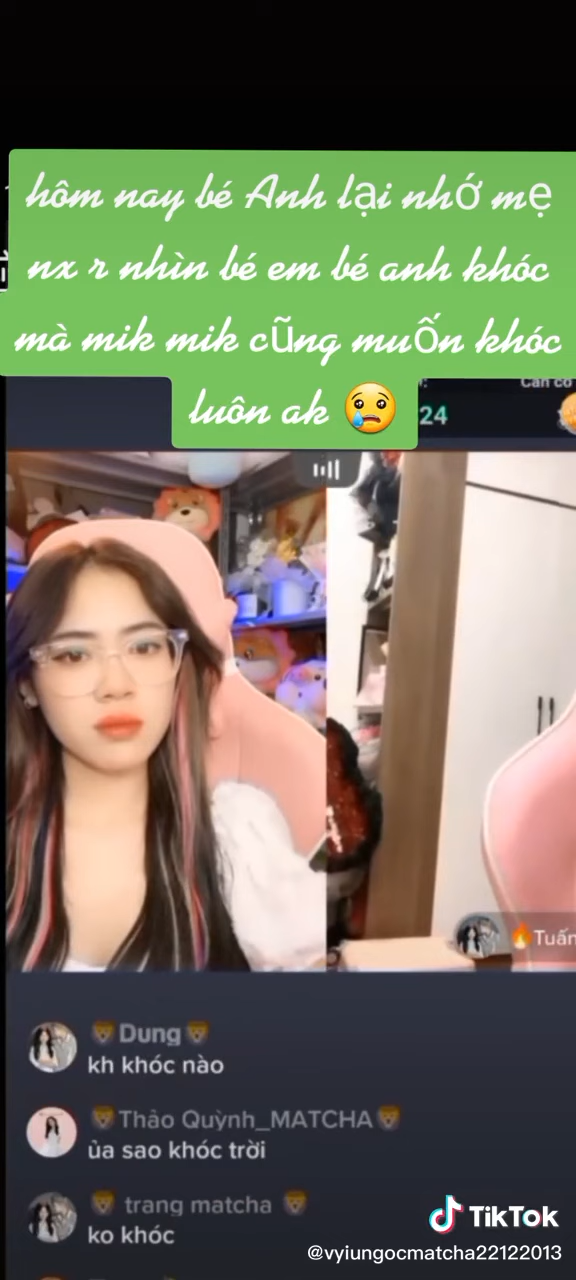 hôm nay bé Anh lại nhớ mẹ
nx r nhìn bé em bé anh khóc
mà mik mik cũng muốn khóc
luôn ak 😢
24
Tuấn
Dung
kh khóc nào
Thảo Quỳnh_MATCHA
ủa sao khóc trời
trang matcha
ko khóc
TikTok
@vyiungocmatcha22122013